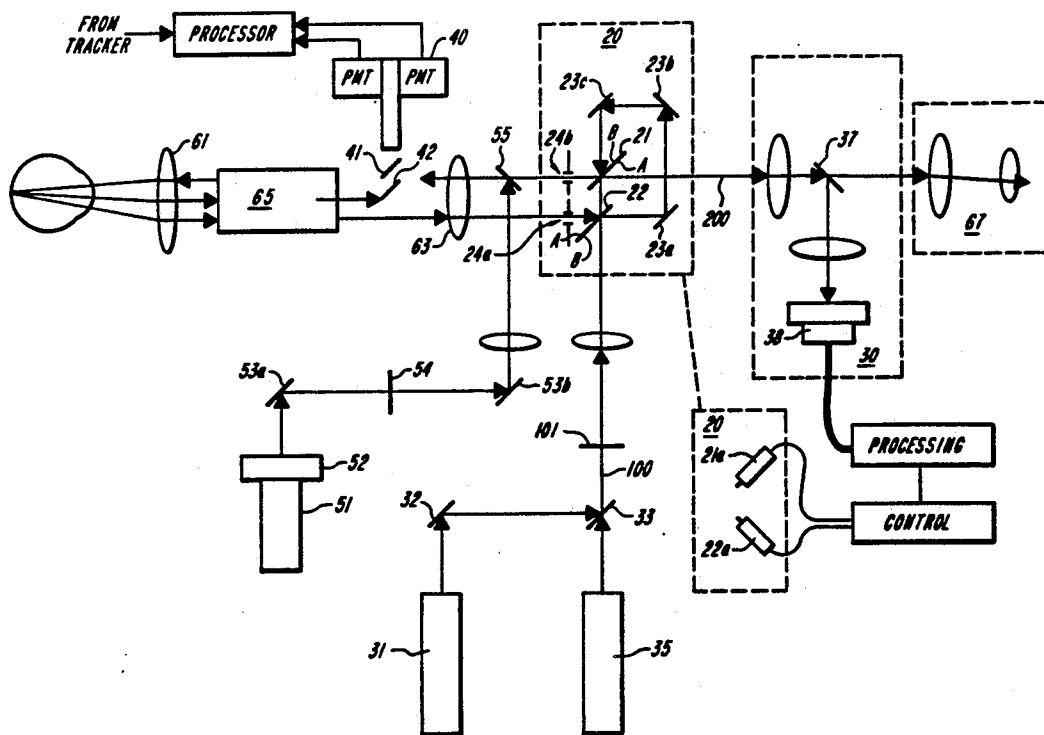 FROM TRACKER
PROCESSOR
40
PMT
PMT
20
23c
23b
61
41
42
55
24b
B
21
A
37
65
22
200
63
24a
A
B
23a
67
38
30
53a
54
53b
101
20
21a
PROCESSING
52
100
51
32
33
22a
CONTROL
31
35